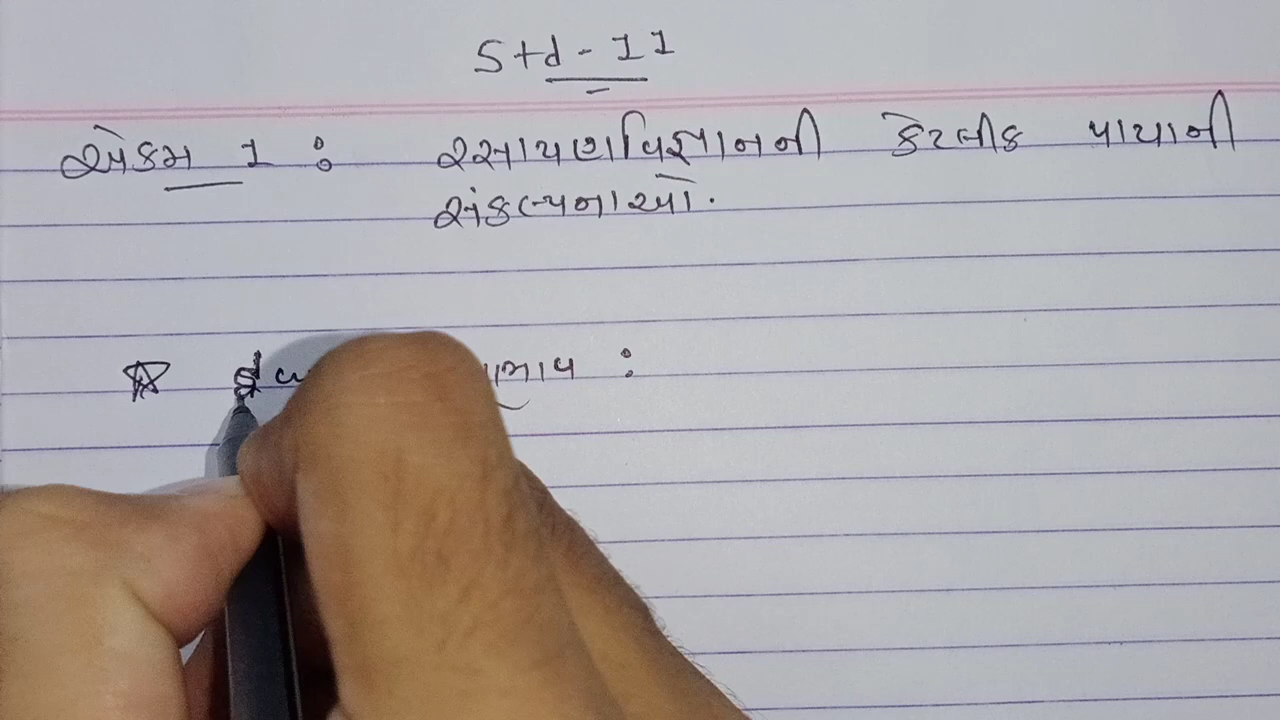 Std - 11
એકમ 1 : રસાયણવિજ્ઞાનની કેટલીક પાયાની
સંકલ્પનાઓ.
: